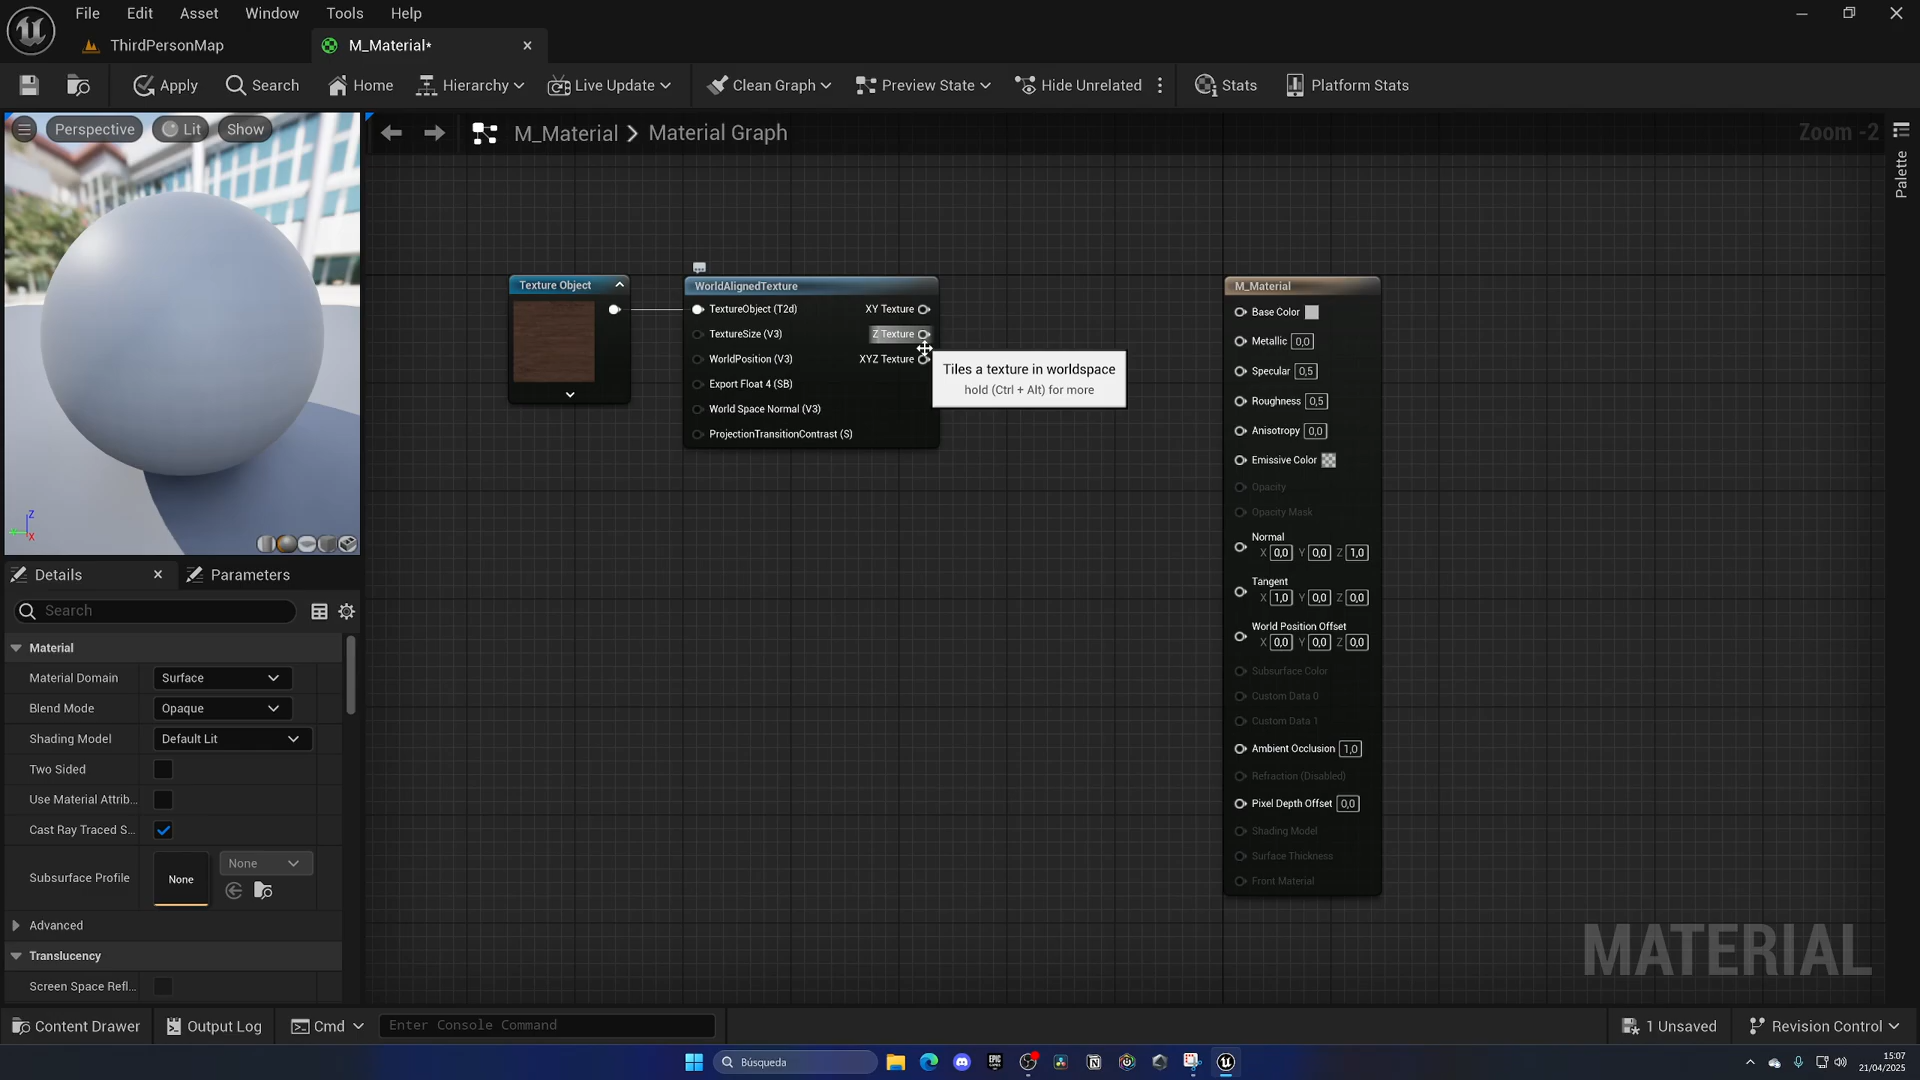 File Edit Asset Window Tools Help
ThirdPersonMap
M_Material*
Apply Search Home Hierarchy Live Update Clean Graph Preview State Hide Unrelated Stats Platform Stats
Perspective Lit Show
M_Material > Material Graph
Zoom -2
Palette
Texture Object
WorldAlignedTexture
TextureObject (T2d) XY Texture
TextureSize (V3) Z Texture
WorldPosition (V3) XYZ Texture
Export Float 4 (SB)
World Space Normal (V3)
ProjectionTransitionContrast (S)
Tiles a texture in worldspace
hold (Ctrl + Alt) for more
M_Material
Base Color
Metallic 0,0
Specular 0,5
Roughness 0,5
Anisotropy 0,0
Emissive Color
Opacity
Opacity Mask
Normal
X 0,0 Y 0,0 Z 1,0
Tangent
X 1,0 Y 0,0 Z 0,0
World Position Offset
X 0,0 Y 0,0 Z 0,0
Subsurface Color
Custom Data 0
Custom Data 1
Ambient Occlusion 1,0
Refraction (Disabled)
Pixel Depth Offset 0,0
Shading Model
Surface Thickness
Front Material
MATERIAL
Z
X
Details Parameters
Search
Material
Material Domain Surface
Blend Mode Opaque
Shading Model Default Lit
Two Sided
Use Material Attrib...
Cast Ray Traced S...
Subsurface Profile None None
Advanced
Translucency
Screen Space Refl...
Content Drawer Output Log Cmd Enter Console Command 1 Unsaved Revision Control
Búsqueda
EPIC GAMES
15:07
21/04/2025